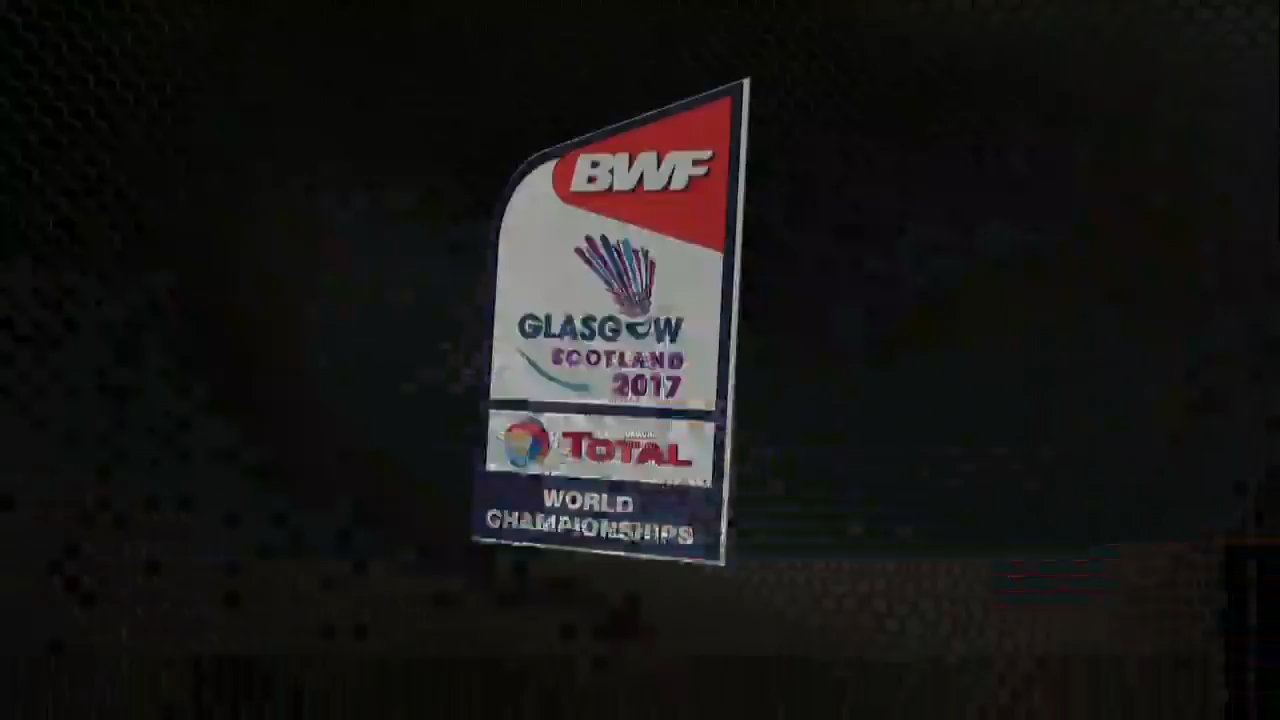 BWF
GLASGOW
SCOTLAND
2017
TOTAL
WORLD
CHAMPIONSHIPS